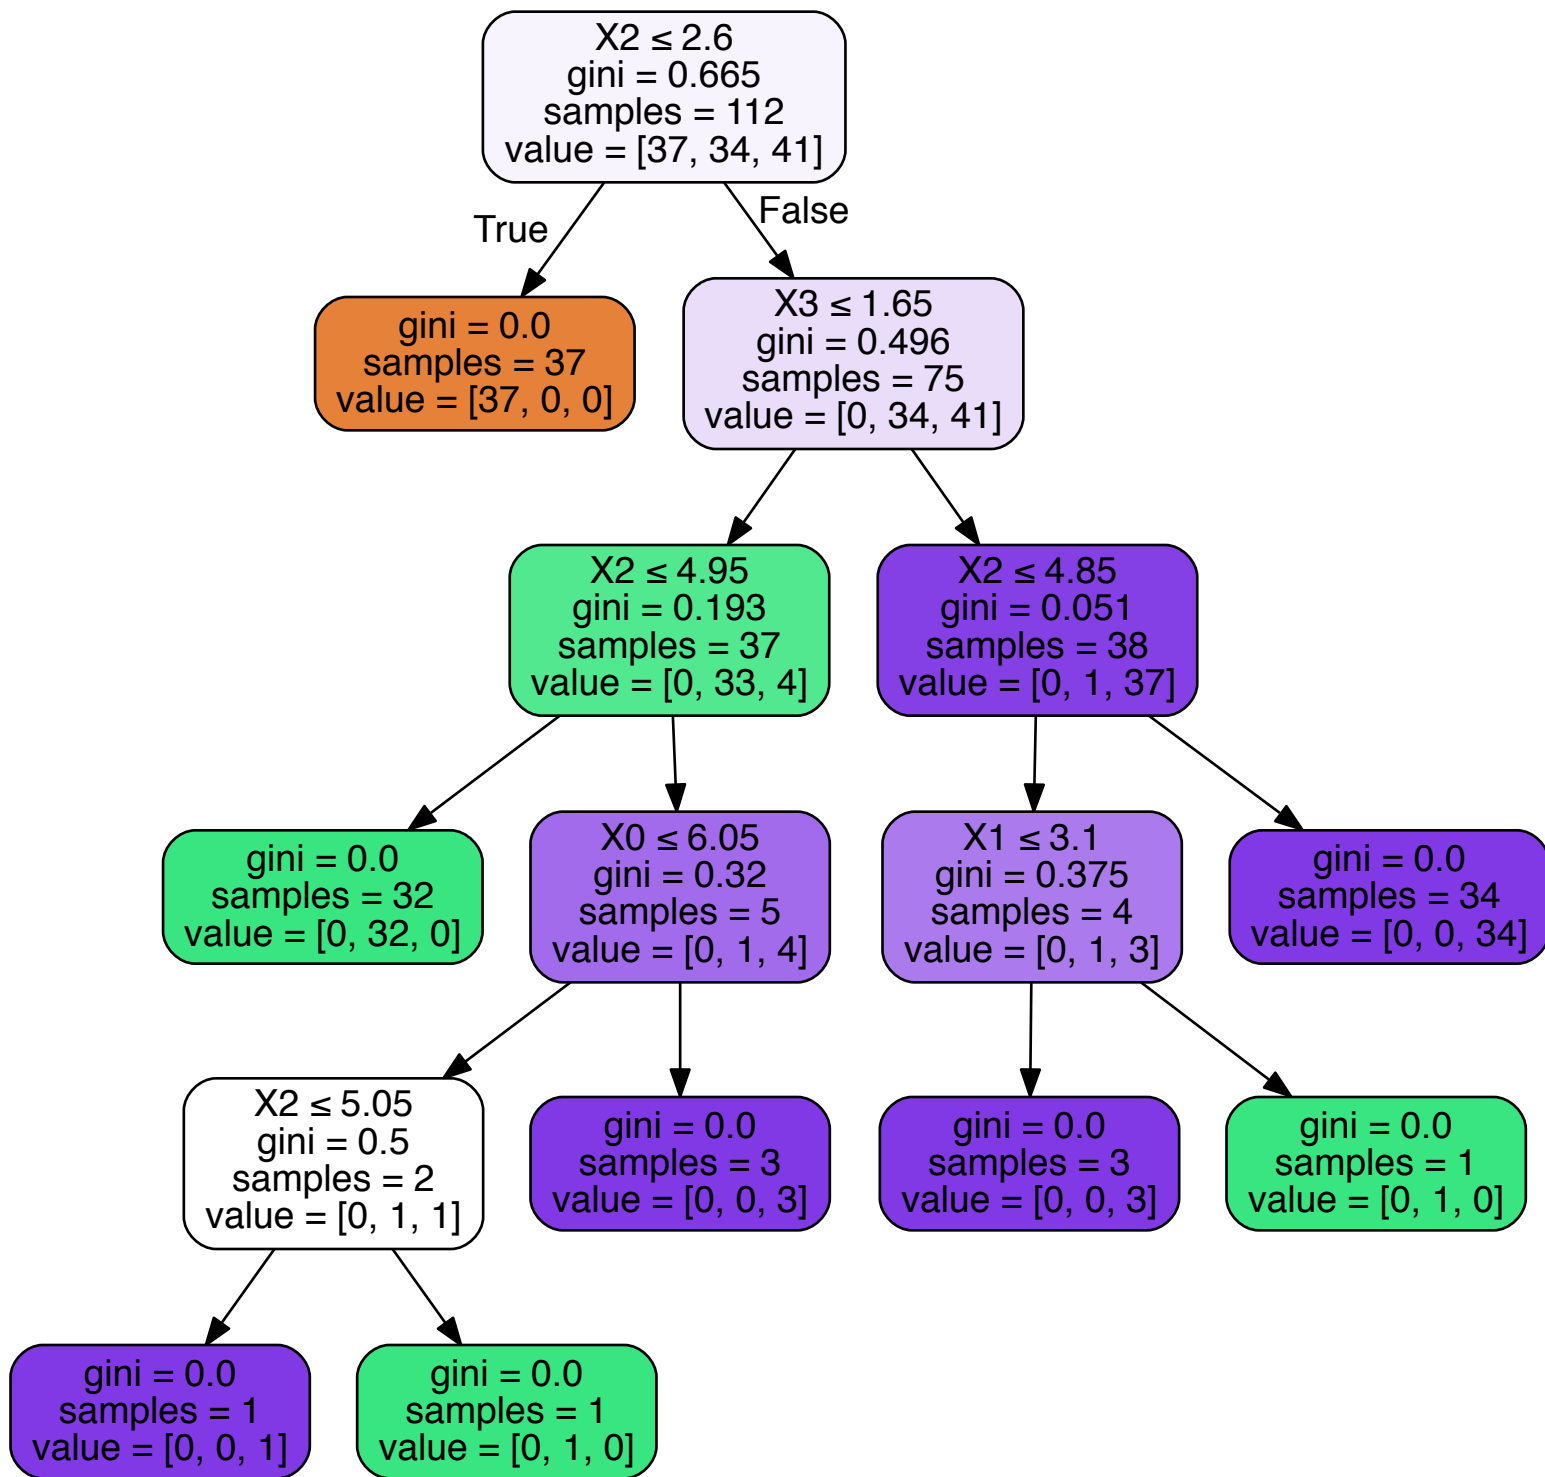 X2 ≤ 2.6
gini = 0.665
samples = 112
value = [37, 34, 41]
True
False
gini = 0.0
samples = 37
value = [37, 0, 0]
X3 ≤ 1.65
gini = 0.496
samples = 75
value = [0, 34, 41]
X2 ≤ 4.95
gini = 0.193
samples = 37
value = [0, 33, 4]
X2 ≤ 4.85
gini = 0.051
samples = 38
value = [0, 1, 37]
gini = 0.0
samples = 32
value = [0, 32, 0]
X0 ≤ 6.05
gini = 0.32
samples = 5
value = [0, 1, 4]
X1 ≤ 3.1
gini = 0.375
samples = 4
value = [0, 1, 3]
gini = 0.0
samples = 34
value = [0, 0, 34]
X2 ≤ 5.05
gini = 0.5
samples = 2
value = [0, 1, 1]
gini = 0.0
samples = 3
value = [0, 0, 3]
gini = 0.0
samples = 3
value = [0, 0, 3]
gini = 0.0
samples = 1
value = [0, 1, 0]
gini = 0.0
samples = 1
value = [0, 0, 1]
gini = 0.0
samples = 1
value = [0, 1, 0]